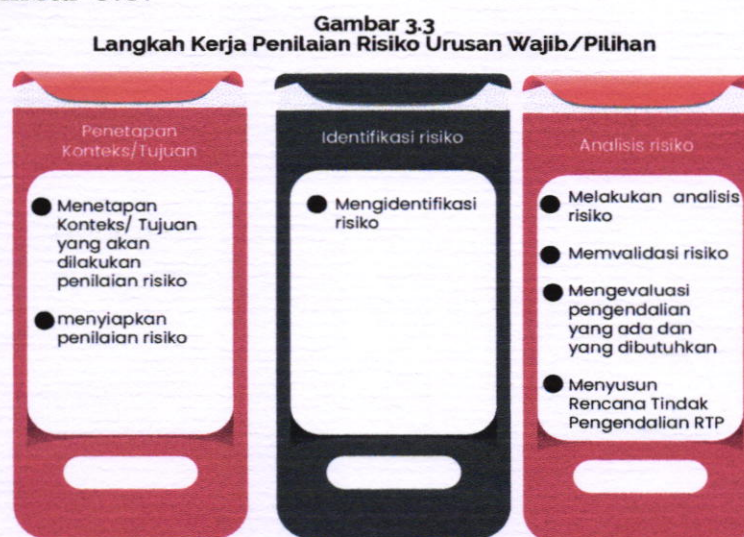 Gambar 3.3
Langkah Kerja Penilaian Risiko Urusan Wajib/Pilihan
Penetapan
Konteks/Tujuan
Menetapan
Konteks/ Tujuan
yang akan
dilakukan
penilaian risiko
menyiapkan
penilaian risiko
Identifikasi risiko
Mengidentifikasi
risiko
Analisis risiko
Melakukan analisis
risiko
Memvalidasi risiko
Mengevaluasi
pengendalian
yang ada dan
yang dibutuhkan
Menyusun
Rencana Tindak
Pengendalian RTP